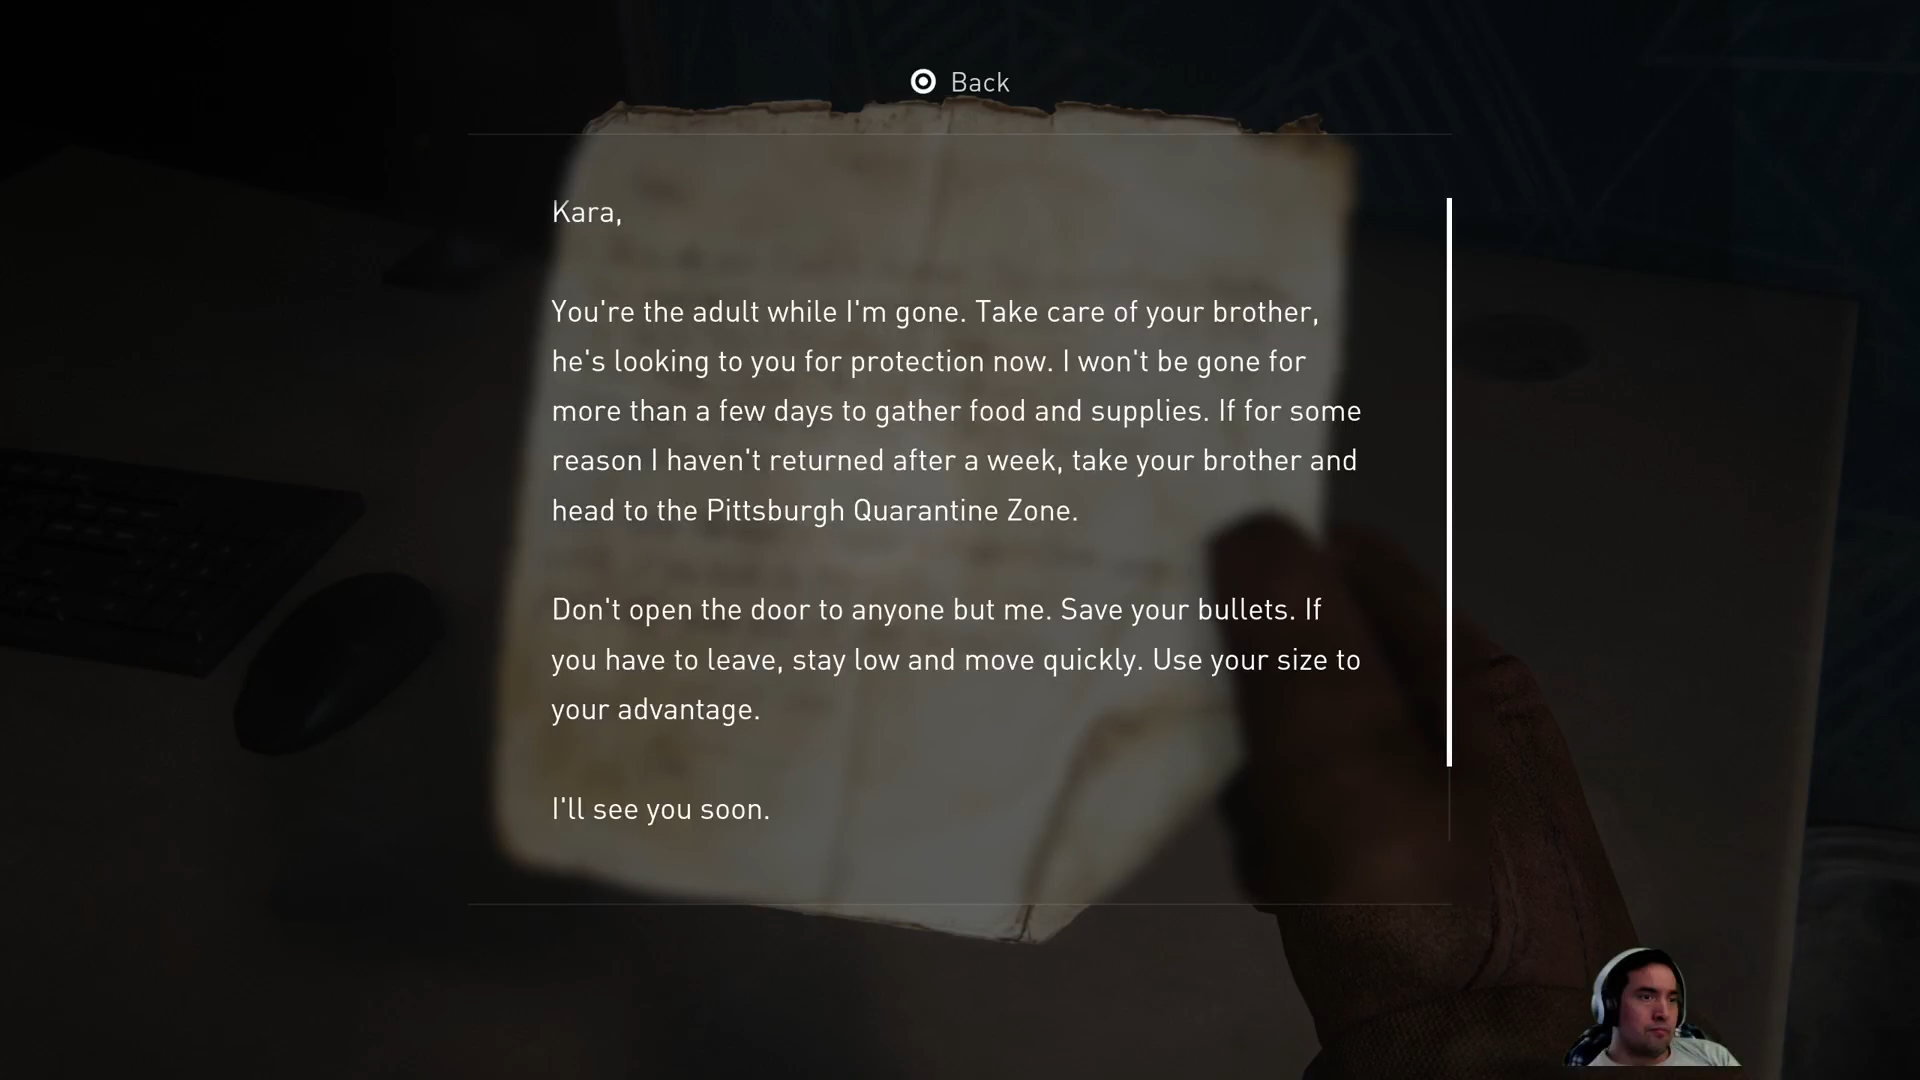 Back
Kara,
You're the adult while I'm gone. Take care of your brother,
he's looking to you for protection now. I won't be gone for
more than a few days to gather food and supplies. If for some
reason I haven't returned after a week, take your brother and
head to the Pittsburgh Quarantine Zone.
Don't open the door to anyone but me. Save your bullets. If
you have to leave, stay low and move quickly. Use your size to
your advantage.
I'll see you soon.